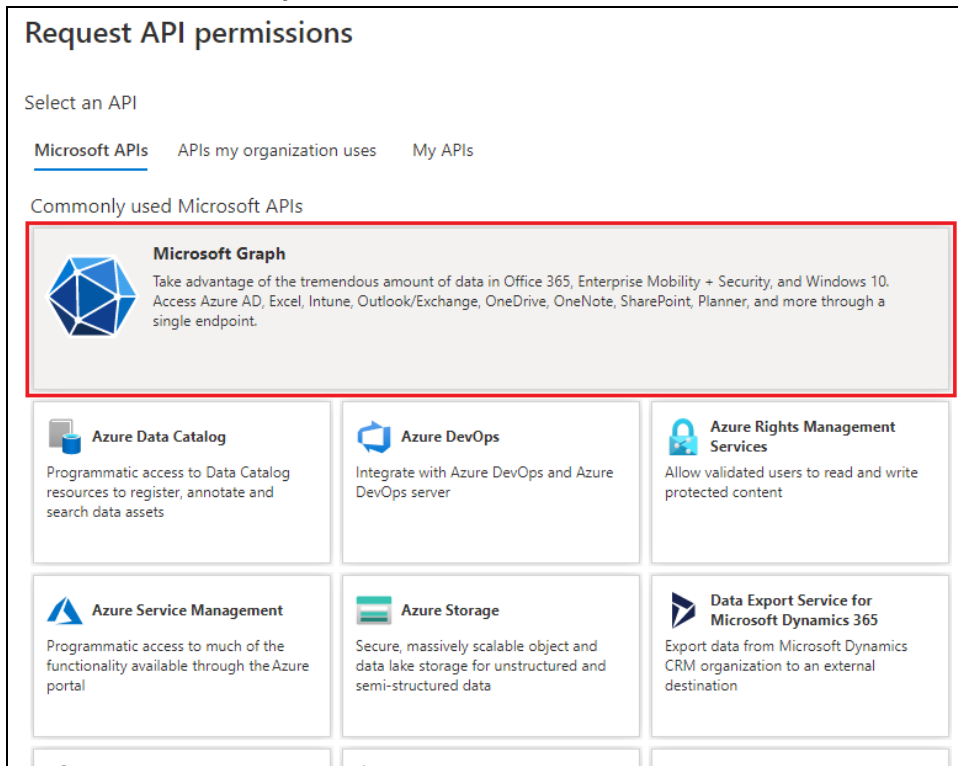 Request API permissions
Select an API
Microsoft APIs APIs my organization uses My APIs
Commonly used Microsoft APIs
Microsoft Graph
Take advantage of the tremendous amount of data in Office 365, Enterprise Mobility + Security, and Windows 10.
Access Azure AD, Excel, Intune, Outlook/Exchange, OneDrive, OneNote, SharePoint, Planner, and more through a
single endpoint.
Azure Data Catalog
Programmatic access to Data Catalog
resources to register, annotate and
search data assets
Azure DevOps
Integrate with Azure DevOps and Azure
DevOps server
Azure Rights Management
Services
Allow validated users to read and write
protected content
Azure Service Management
Programmatic access to much of the
functionality available through the Azure
portal
Azure Storage
Secure, massively scalable object and
data lake storage for unstructured and
semi-structured data
Data Export Service for
Microsoft Dynamics 365
Export data from Microsoft Dynamics
CRM organization to an external
destination